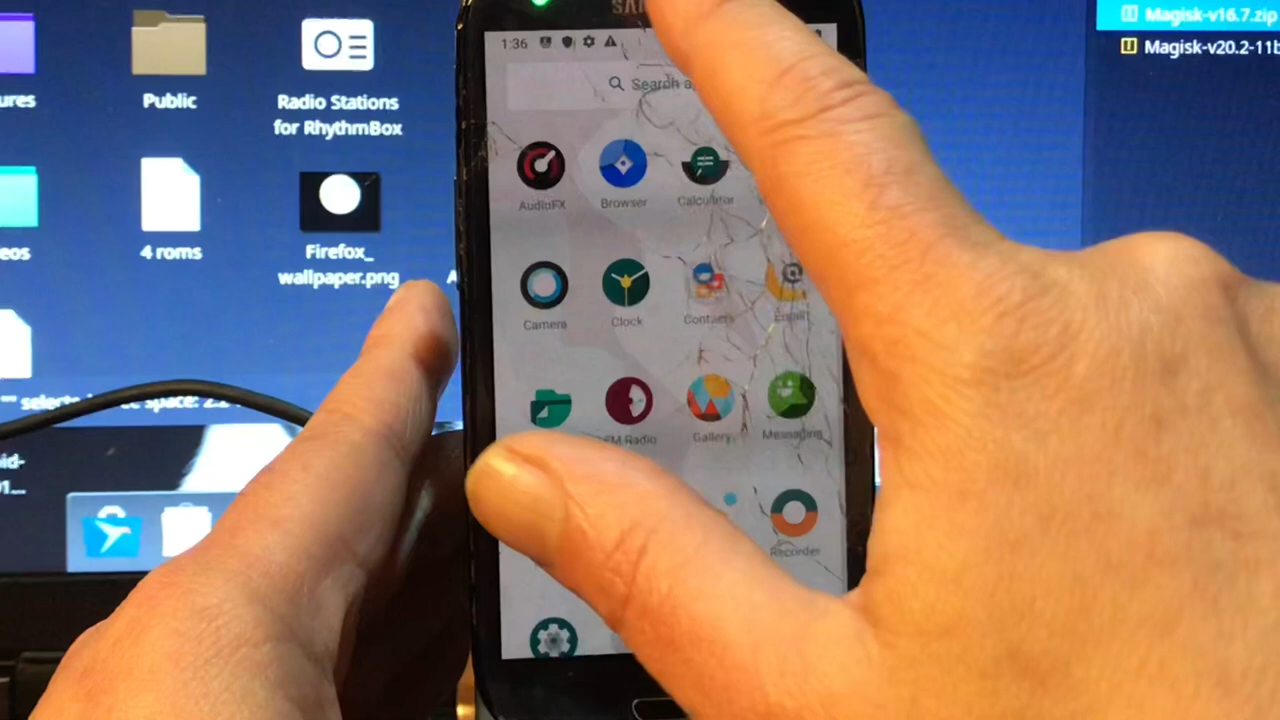 SA
Magisk-v16.7.zip
Magisk-v20.2-11b
1:36
Search a
ures
Public
Radio Stations
for RhythmBox
AudioFX
Browser
Calculator
eos
4 roms
Firefox_
wallpaper.png
A
Camera
Clock
Contacts
Email
FM Radio
Gallery
Messaging
Recorder